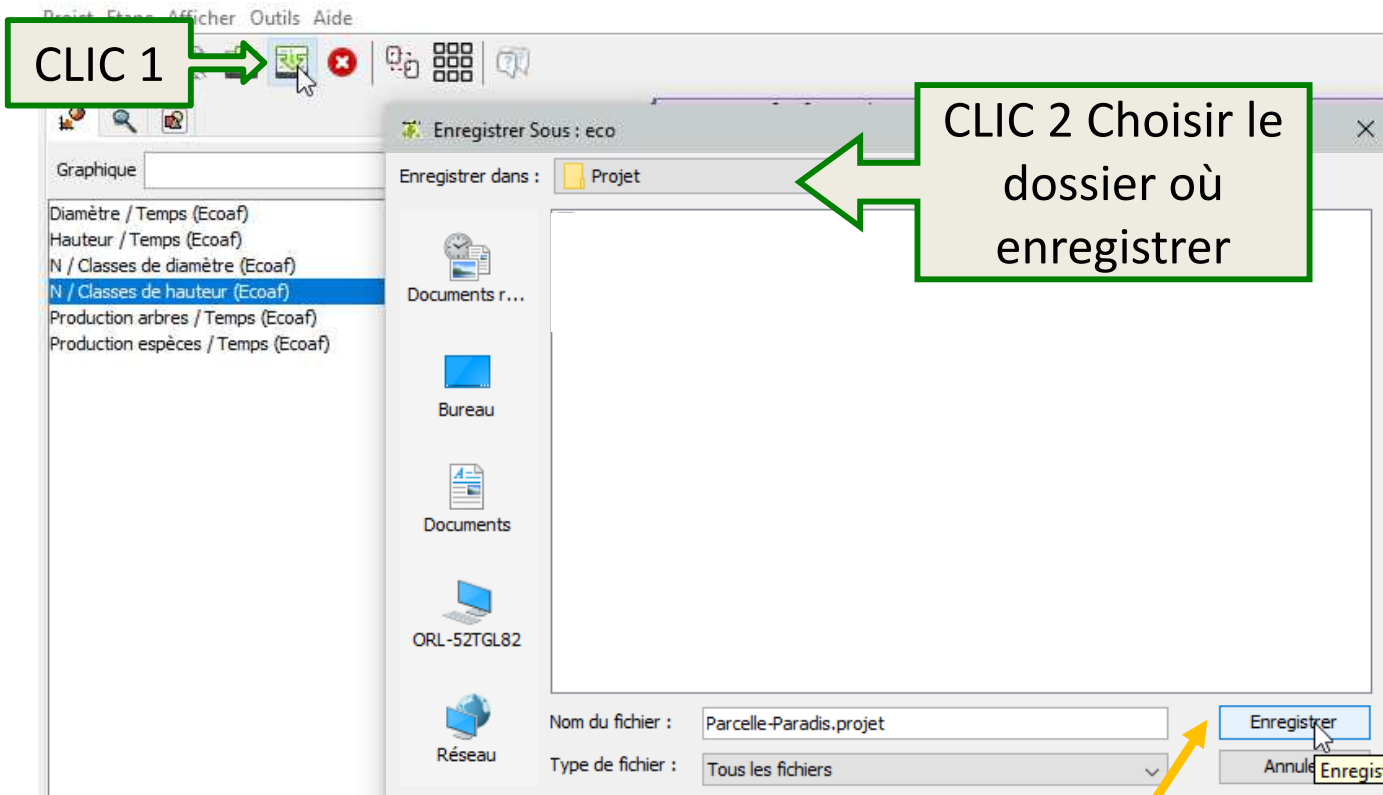 Projet Etape Afficher Outils Aide
CLIC 1
Graphique
Diamètre / Temps (Ecoaf)
Hauteur / Temps (Ecoaf)
N / Classes de diamètre (Ecoaf)
N / Classes de hauteur (Ecoaf)
Production arbres / Temps (Ecoaf)
Production espèces / Temps (Ecoaf)
Enregistrer Sous : eco
CLIC 2 Choisir le
dossier où
enregistrer
Enregistrer dans :
Projet
Documents r...
Bureau
Documents
ORL-52TGL82
Réseau
Nom du fichier :
Parcelle-Paradis.projet
Enregistrer
Type de fichier :
Tous les fichiers
Annule
Enregis